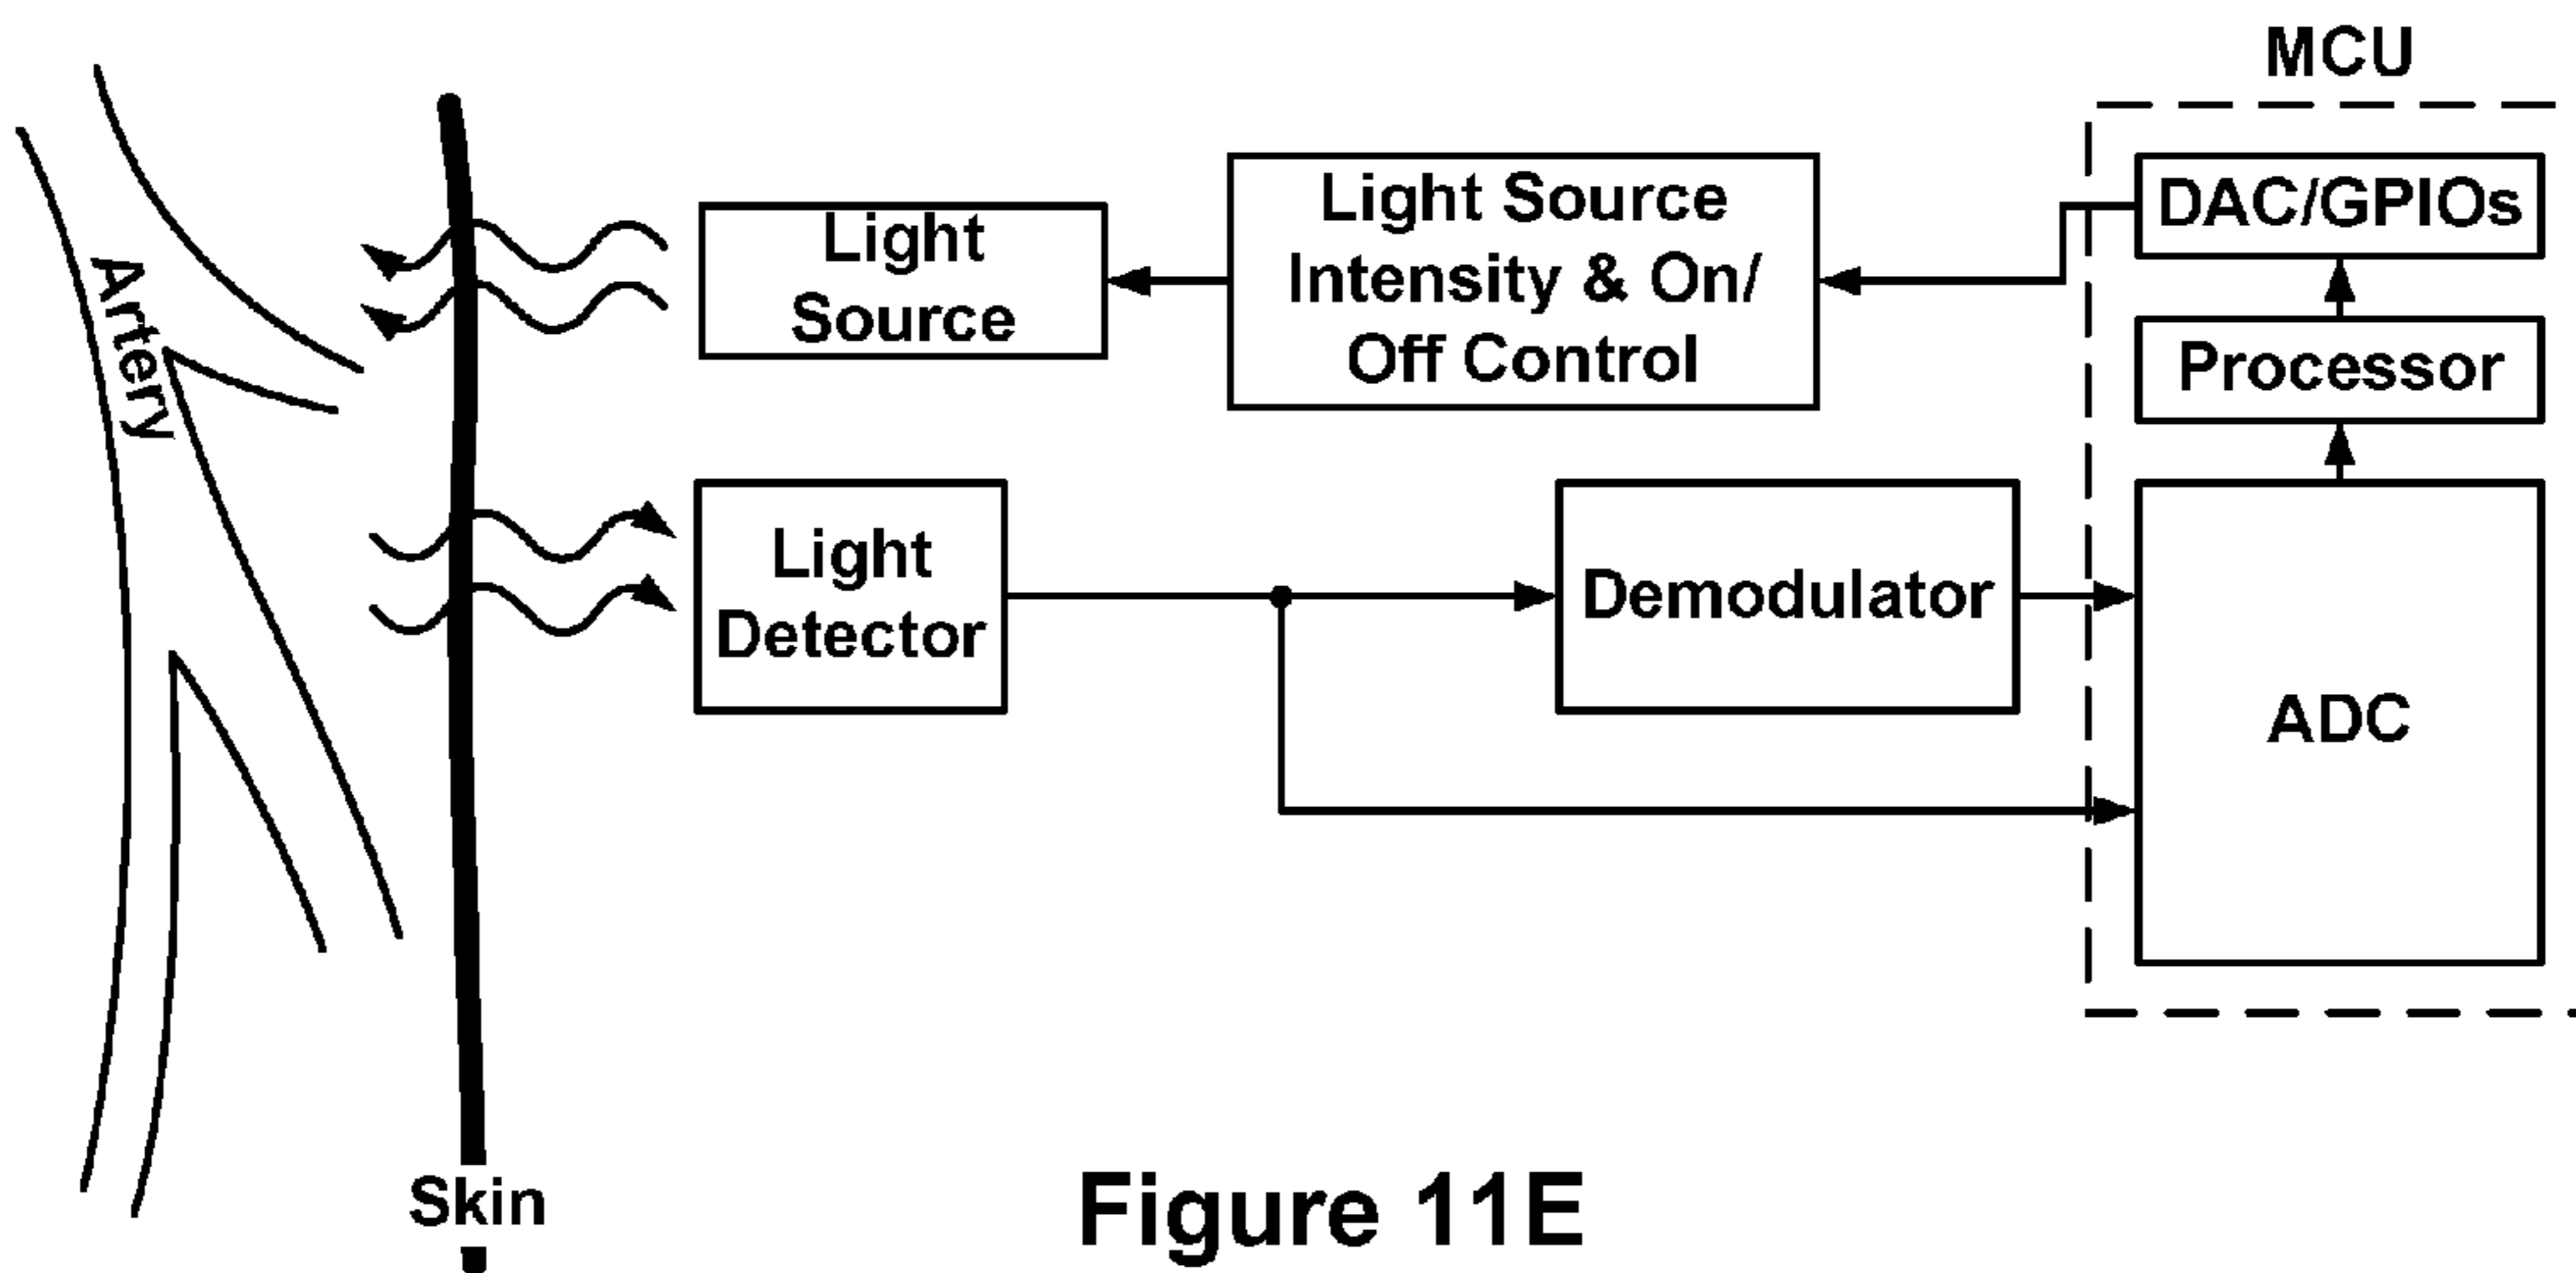 MCU
Light Source
Intensity & On/
Off Control
DAC/GPIOs
Light
Source
Processor
Artery
Light
Detector
Demodulator
ADC
Skin
Figure 11E